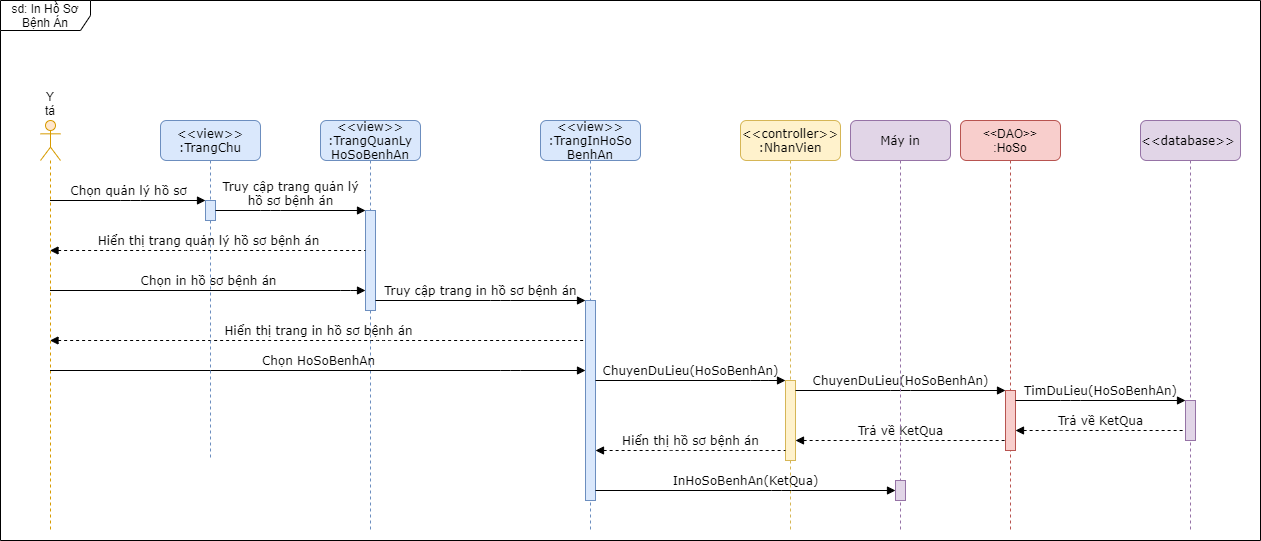 sd: In Hồ Sơ
Bệnh Án
Y
tá
<<view>>
:TrangChu
<<view>>
:TrangQuanLy
HoSoBenhAn
<<view>>
:TrangInHoSo
BenhAn
<<controller>>
:NhanVien
Máy in
<<DAO>>
:HoSo
<<database>>
Chọn quản lý hồ sơ
Truy cập trang quản lý
hồ sơ bệnh án
Hiển thị trang quản lý hồ sơ bệnh án
Chọn in hồ sơ bệnh án
Truy cập trang in hồ sơ bệnh án
Hiển thị trang in hồ sơ bệnh án
Chọn HoSoBenhAn
ChuyenDuLieu(HoSoBenhAn)
ChuyenDuLieu(HoSoBenhAn)
TimDuLieu(HoSoBenhAn)
Trả về KetQua
Trả về KetQua
Hiển thị hồ sơ bệnh án
InHoSoBenhAn(KetQua)